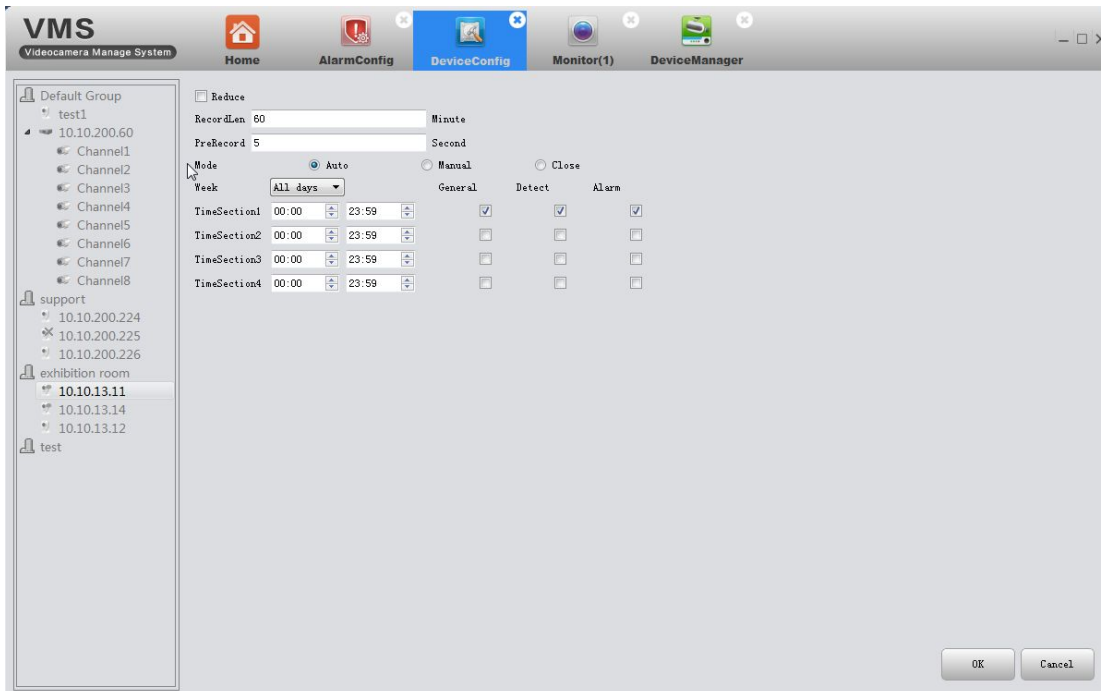 VMS
Videocamera Manage System
Home
AlarmConfig
DeviceConfig
Monitor(1)
DeviceManager
Default Group
test1
10.10.200.60
Channel1
Channel2
Channel3
Channel4
Channel5
Channel6
Channel7
Channel8
support
10.10.200.224
10.10.200.225
10.10.200.226
exhibition room
10.10.13.11
10.10.13.14
10.10.13.12
test
Reduce
RecordLen 60 Minute
PreRecord 5 Second
Mode Auto Manual Close
Week All days General Detect Alarm
TimeSection1 00:00 23:59
TimeSection2 00:00 23:59
TimeSection3 00:00 23:59
TimeSection4 00:00 23:59
OK Cancel